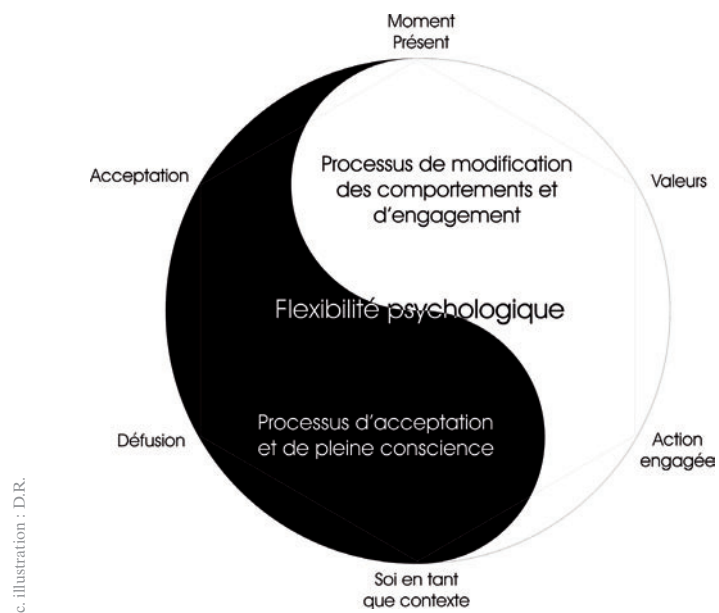 Moment
Présent
Acceptation
Processus de modification
des comportements et
d'engagement
Valeurs
Flexibilité psychologique
Défusion
Processus d'acceptation
et de pleine conscience
Action
engagée
Soi en tant
que contexte
c. illustration : D.R.